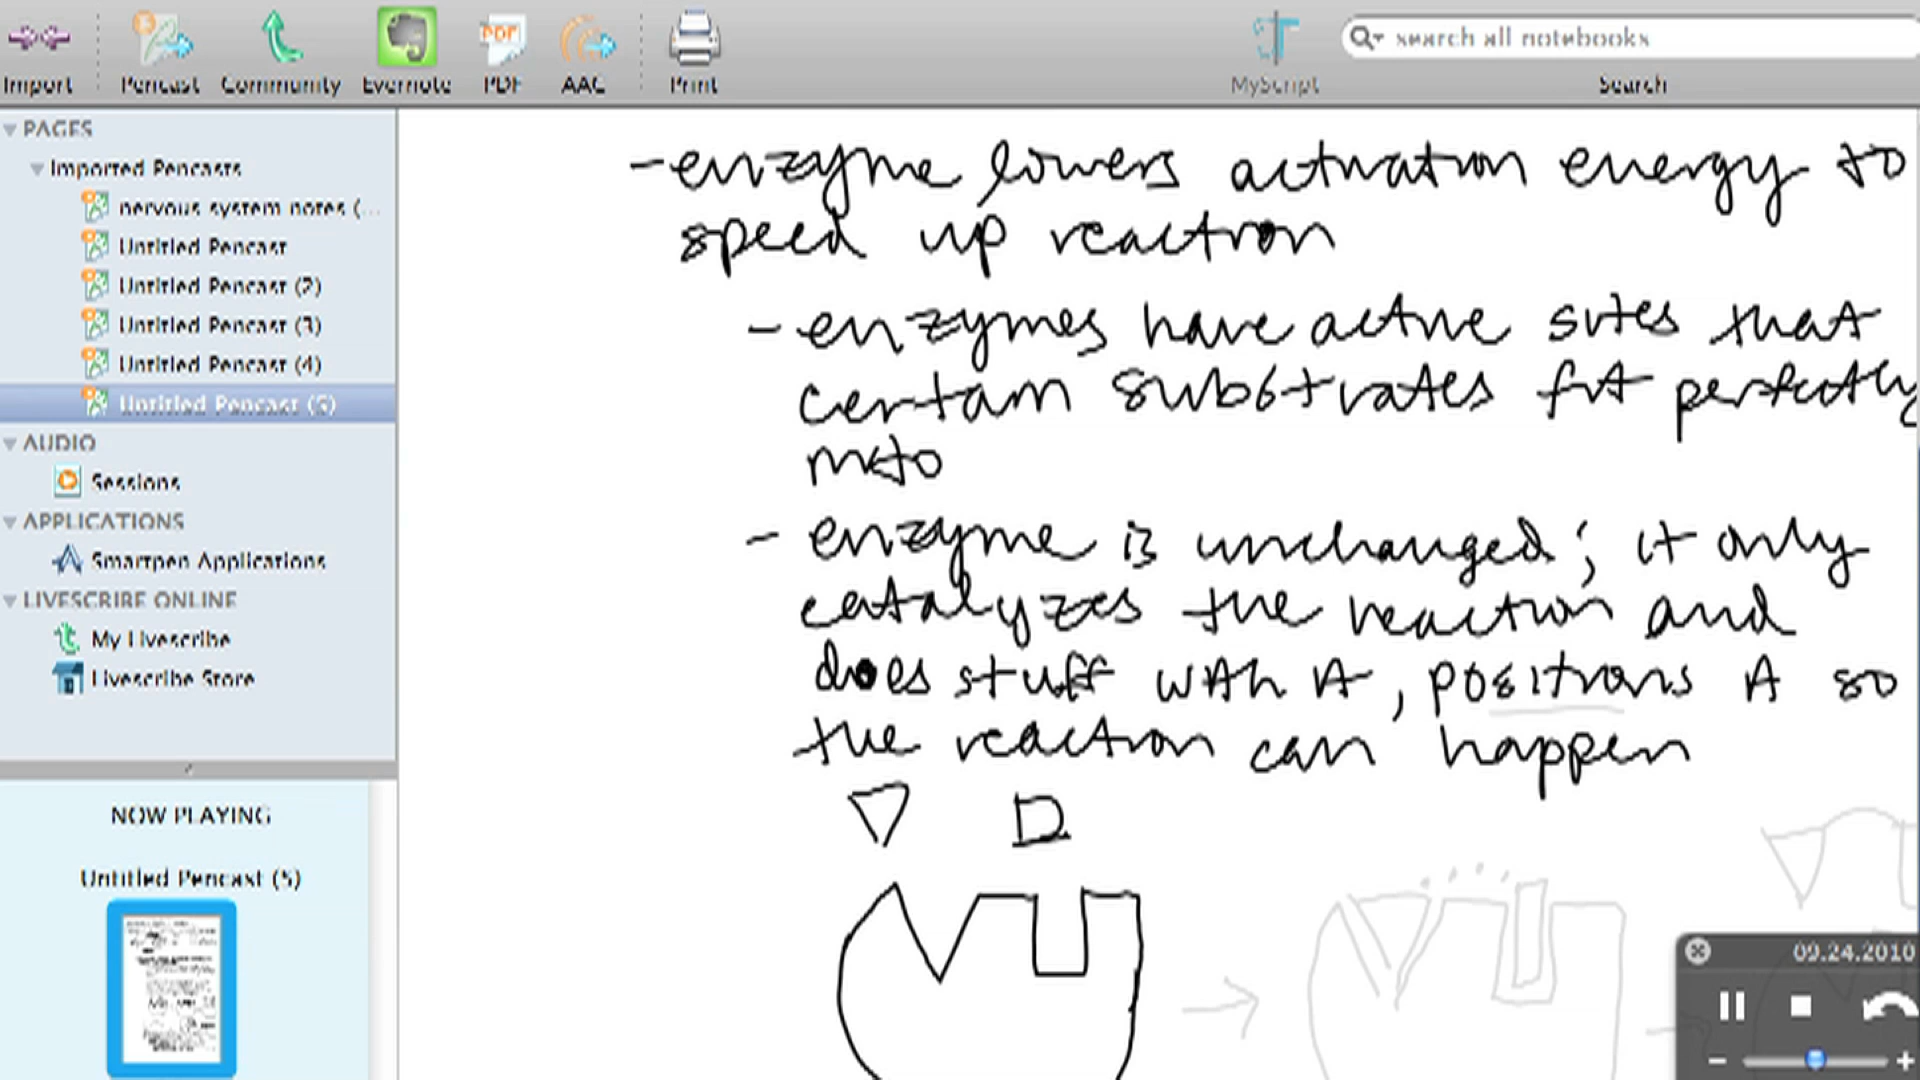 Import
Pencast
Community
Evernote
PDF
PDF
AAC
Print
MyScript
search all notebooks
Search
PAGES
Imported Pencasts
nervous system notes (...
Untitled Pencast
Untitled Pencast (2)
Untitled Pencast (3)
Untitled Pencast (4)
Untitled Pencast (5)
AUDIO
Sessions
APPLICATIONS
Smartpen Applications
LIVESCRIBE ONLINE
My Livescribe
Livescribe Store
NOW PLAYING
Untitled Pencast (5)
- enzyme lowers activation energy to
speed up reaction
- enzymes have active sites that
certain substrates fit perfectly
into
- enzyme is unchanged; it only
catalyzes the reaction and
does stuff with A, positions A so
the reaction can happen
09.24.2010